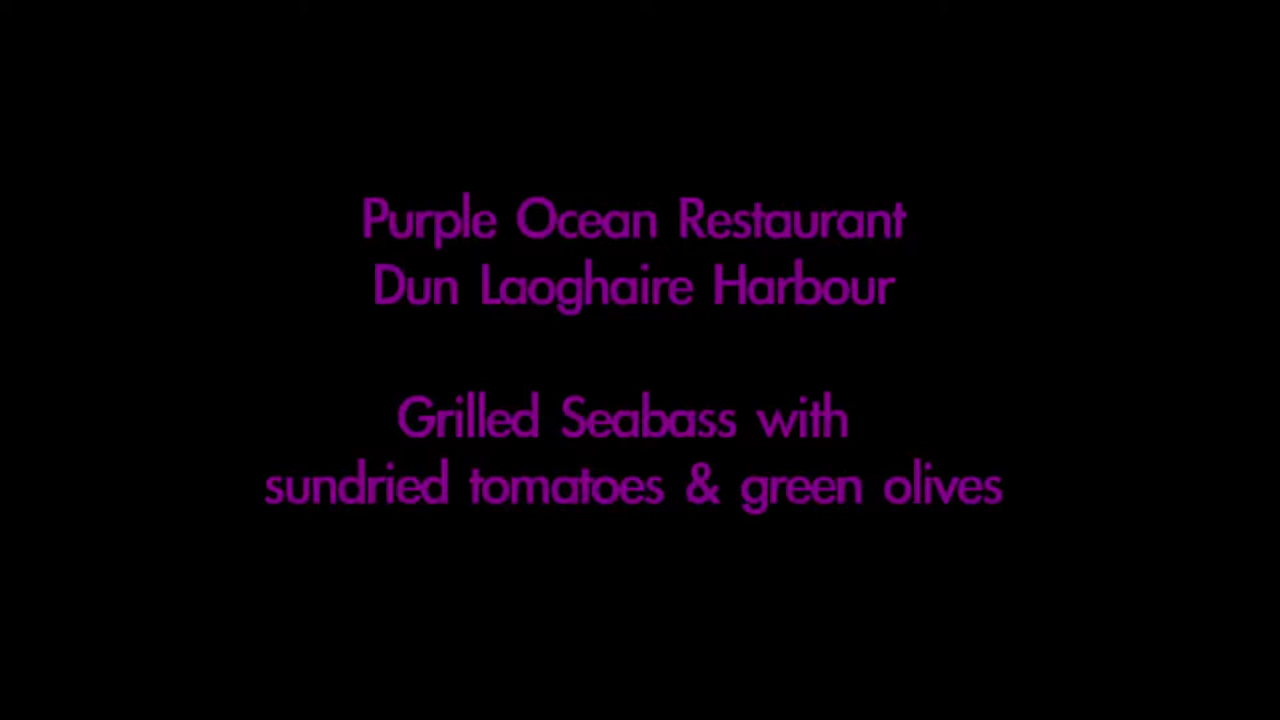 Purple Ocean Restaurant
Dun Laoghaire Harbour
Grilled Seabass with
sundried tomatoes & green olives